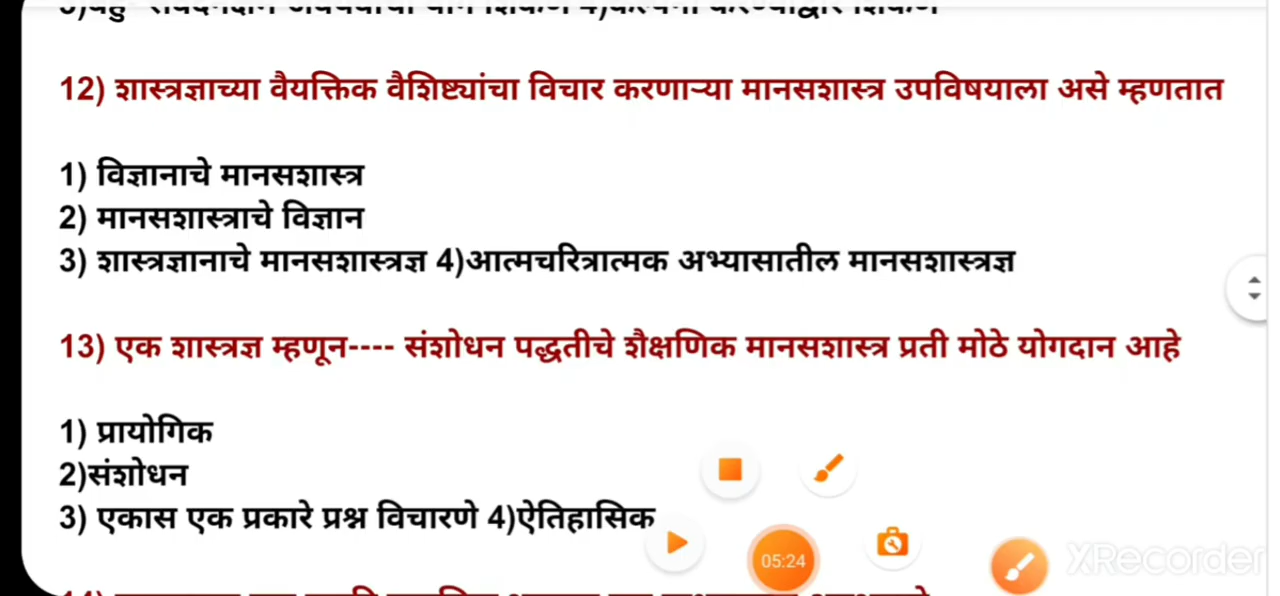 12) शास्त्रज्ञाच्या वैयक्तिक वैशिष्ट्यांचा विचार करणाऱ्या मानसशास्त्र उपविषयाला असे म्हणतात
1) विज्ञानाचे मानसशास्त्र
2) मानसशास्त्राचे विज्ञान
3) शास्त्रज्ञानाचे मानसशास्त्रज्ञ 4)आत्मचरित्रात्मक अभ्यासातील मानसशास्त्रज्ञ
13) एक शास्त्रज्ञ म्हणून---- संशोधन पद्धतीचे शैक्षणिक मानसशास्त्र प्रती मोठे योगदान आहे
1) प्रायोगिक
2)संशोधन
3) एकास एक प्रकारे प्रश्न विचारणे 4)ऐतिहासिक
05:24
XRecorder